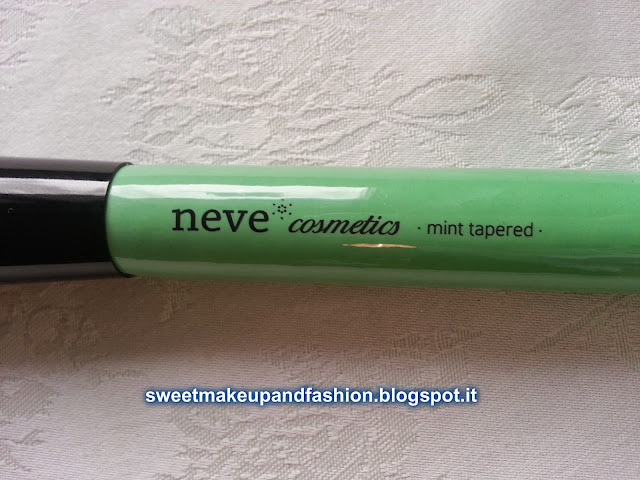 neve cosmetics · mint tapered ·
sweetmakeupandfashion.blogspot.it